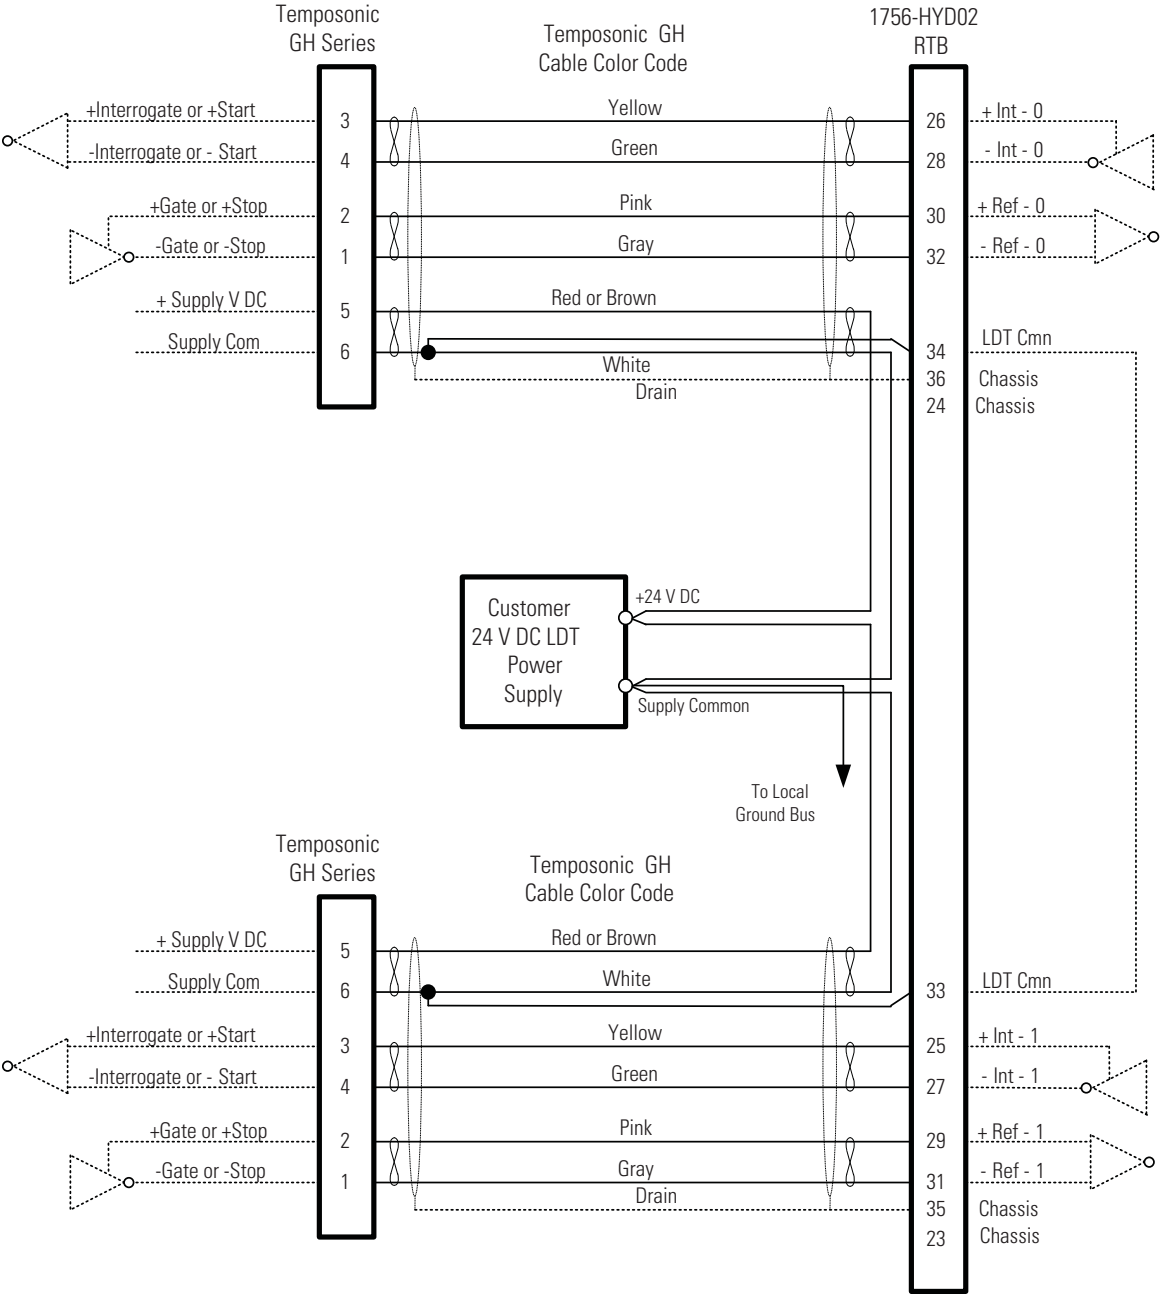 Temposonic
GH Series
Temposonic GH
Cable Color Code
1756-HYD02
RTB
+Interrogate or +Start
3
Yellow
26
+ Int - 0
-Interrogate or - Start
4
Green
28
- Int - 0
+Gate or +Stop
2
Pink
30
+ Ref - 0
-Gate or -Stop
1
Gray
32
- Ref - 0
+ Supply V DC
5
Red or Brown
Supply Com
6
White
34
LDT Cmn
Drain
36
Chassis
24
Chassis
Customer
24 V DC LDT
Power
Supply
+24 V DC
Supply Common
To Local
Ground Bus
Temposonic
GH Series
Temposonic GH
Cable Color Code
+ Supply V DC
5
Red or Brown
Supply Com
6
White
33
LDT Cmn
+Interrogate or +Start
3
Yellow
25
+ Int - 1
-Interrogate or - Start
4
Green
27
- Int - 1
+Gate or +Stop
2
Pink
29
+ Ref - 1
-Gate or -Stop
1
Gray
31
- Ref - 1
Drain
35
Chassis
23
Chassis